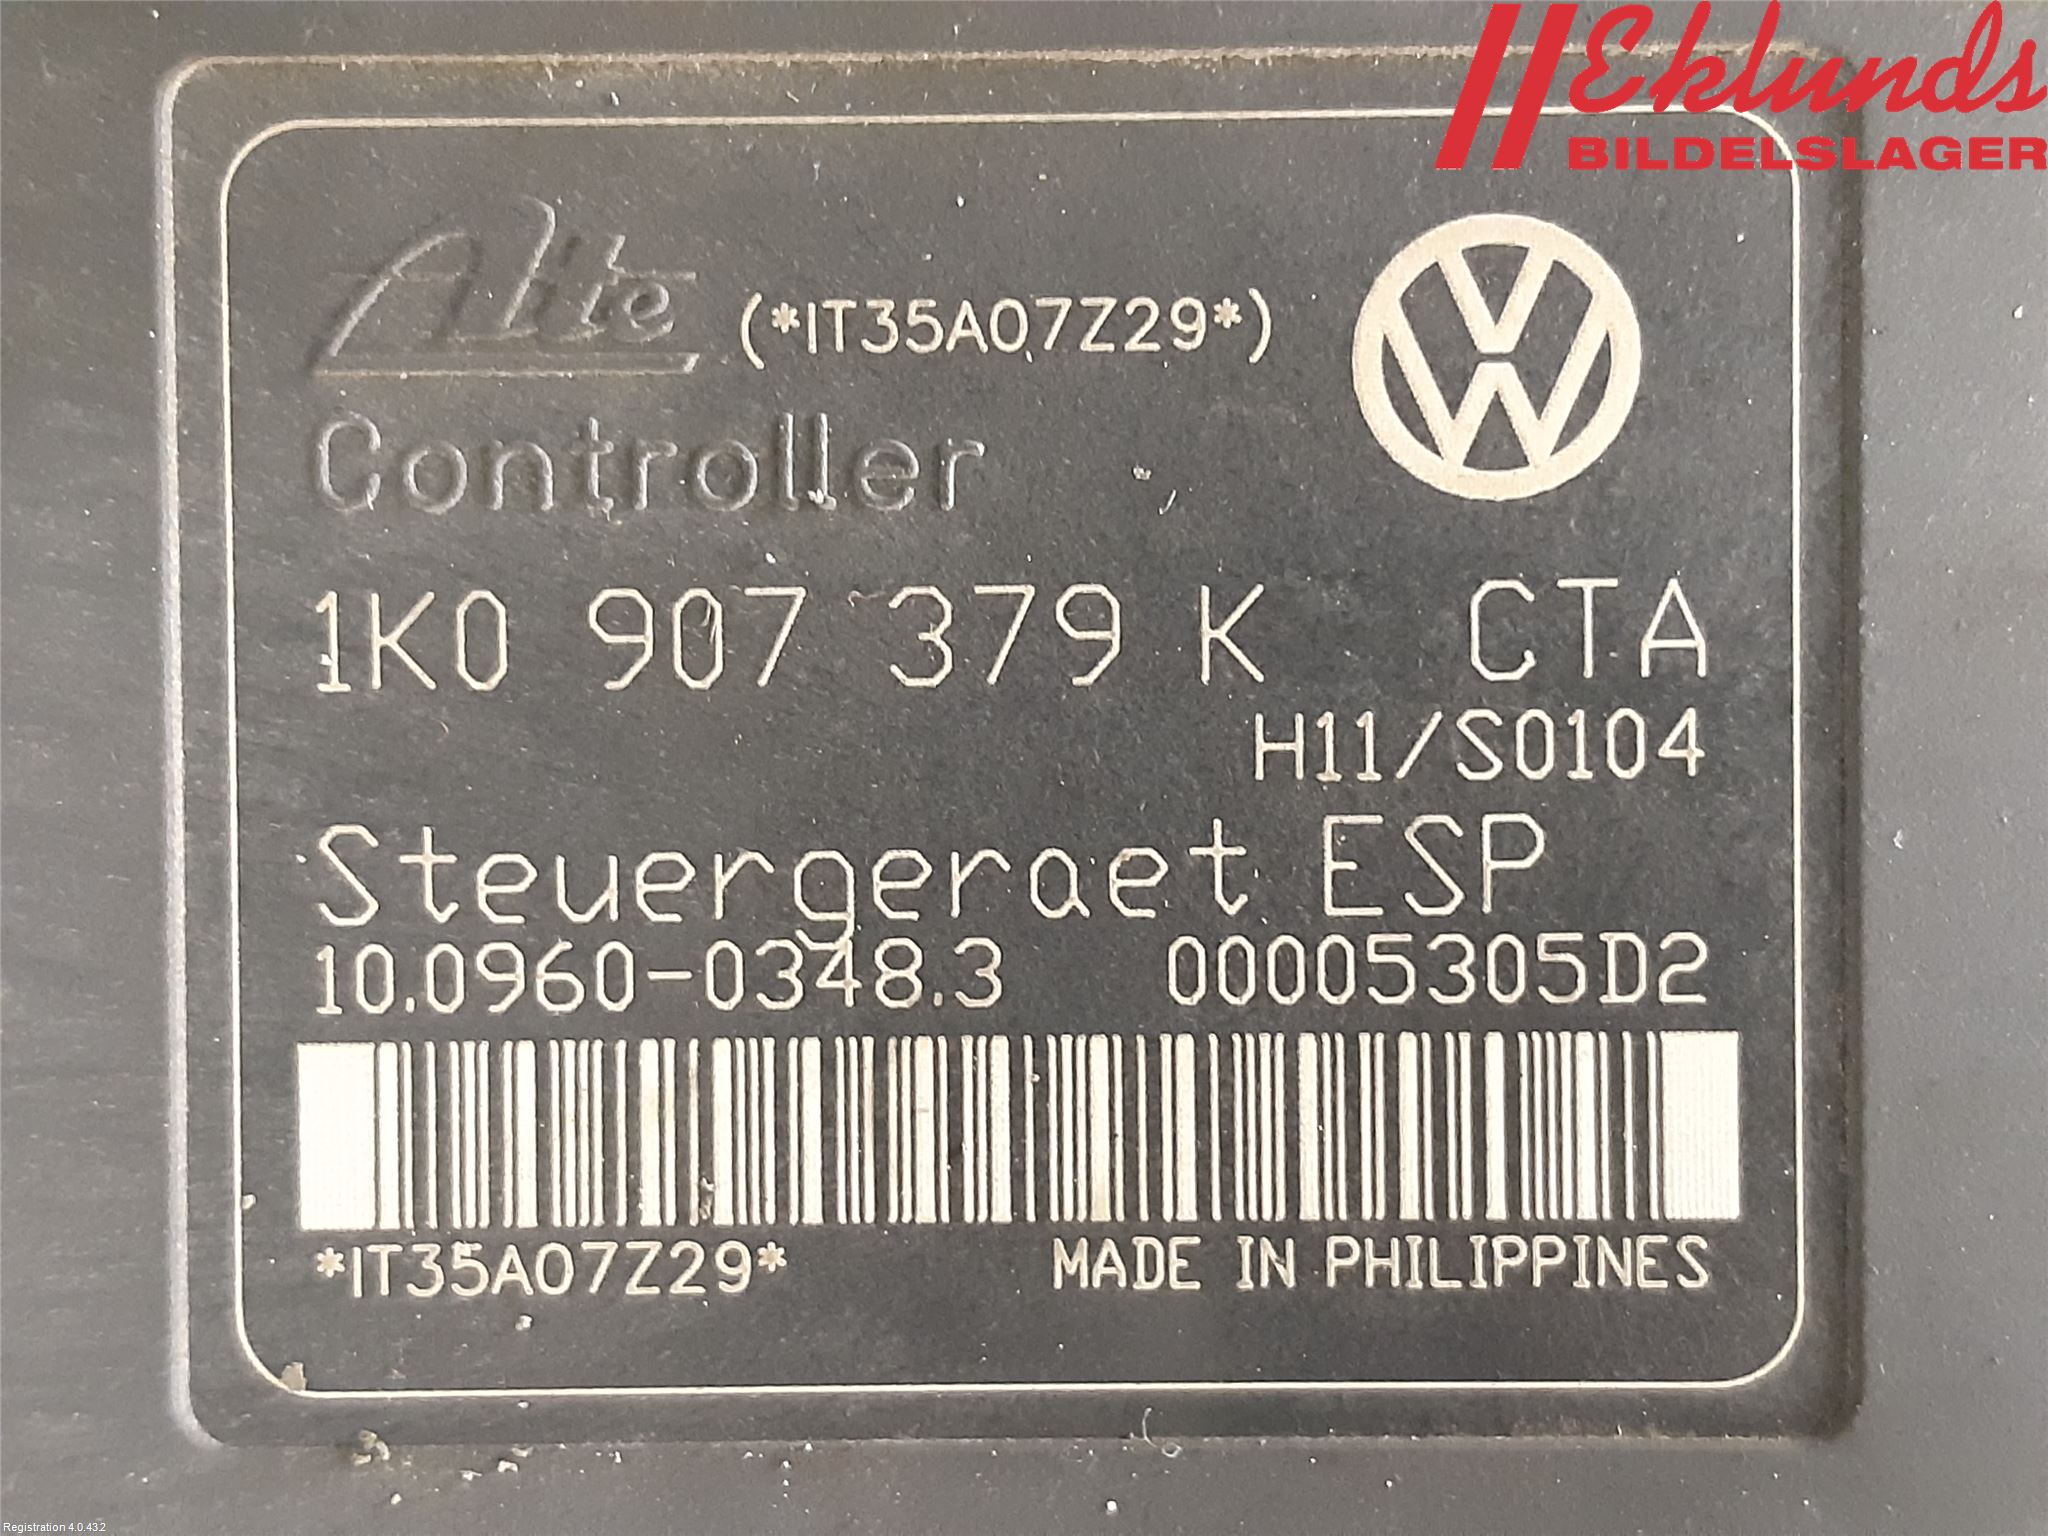 Eklunds
BILDELSLAGER
Ate (*IT35A07Z29*)
Controller
1K0 907 379 K CTA
H11/S0104
Steuergeraet ESP
10.0960-0348.3 00005305D2
*IT35A07Z29* MADE IN PHILIPPINES
Registration 4.0.432